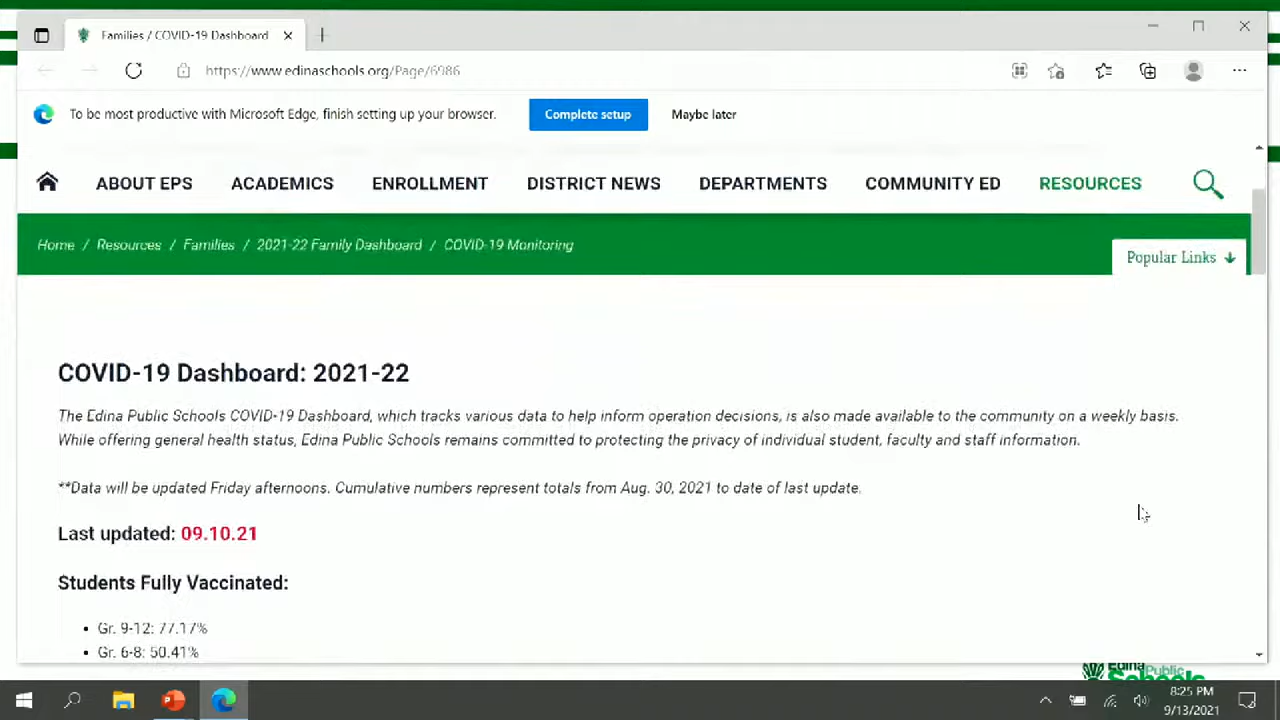 Families / COVID-19 Dashboard
https://www.edinaschools.org/Page/6986
To be most productive with Microsoft Edge, finish setting up your browser. Complete setup Maybe later
ABOUT EPS ACADEMICS ENROLLMENT DISTRICT NEWS DEPARTMENTS COMMUNITY ED RESOURCES
Home / Resources / Families / 2021-22 Family Dashboard / COVID-19 Monitoring
Popular Links
COVID-19 Dashboard: 2021-22
The Edina Public Schools COVID-19 Dashboard, which tracks various data to help inform operation decisions, is also made available to the community on a weekly basis.
While offering general health status, Edina Public Schools remains committed to protecting the privacy of individual student, faculty and staff information.
**Data will be updated Friday afternoons. Cumulative numbers represent totals from Aug. 30, 2021 to date of last update.
Last updated: 09.10.21
Students Fully Vaccinated:
• Gr. 9-12: 77.17%
• Gr. 6-8: 50.41%
Edina Public
Schools
8:25 PM
9/13/2021